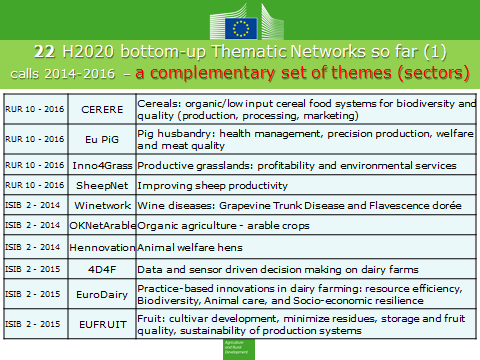 22 H2020 bottom-up Thematic Networks so far (1)
calls 2014-2016 – a complementary set of themes (sectors)
RUR 10 - 2016 CERERE Cereals: organic/low input cereal food systems for biodiversity and
quality (production, processing, marketing)
RUR 10 - 2016 Eu PiG Pig husbandry: health management, precision production, welfare
and meat quality
RUR 10 - 2016 Inno4Grass Productive grasslands: profitability and environmental services
RUR 10 - 2016 SheepNet Improving sheep productivity
ISIB 2 - 2014 Winetwork Wine diseases: Grapevine Trunk Disease and Flavescence dorée
ISIB 2 - 2014 OKNetArable Organic agriculture - arable crops
ISIB 2 - 2014 Hennovation Animal welfare hens
ISIB 2 - 2015 4D4F Data and sensor driven decision making on dairy farms
ISIB 2 - 2015 EuroDairy Practice-based innovations in dairy farming: resource efficiency,
Biodiversity, Animal care, and Socio-economic resilience
ISIB 2 - 2015 EUFRUIT Fruit: cultivar development, minimize residues, storage and fruit
quality, sustainability of production systems
Agriculture
and Rural
Development